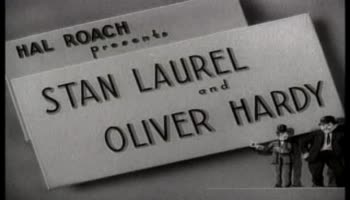 HAL ROACH
presents
STAN LAUREL
and
OLIVER HARDY